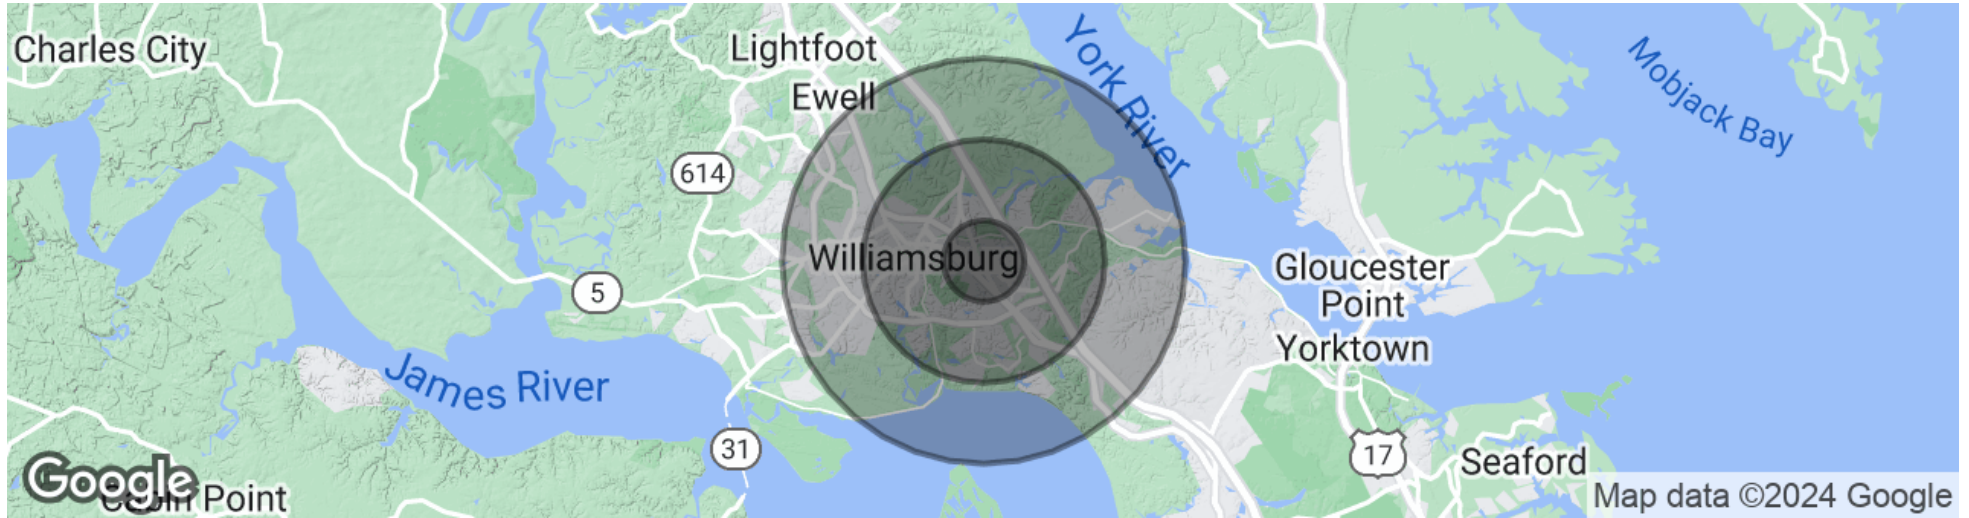 Charles City
Lightfoot
Ewell
York River
Mobjack Bay
614
Williamsburg
5
Gloucester
Point
Yorktown
James River
31
17
Seaford
Google
Cabin Point
Map data ©2024 Google